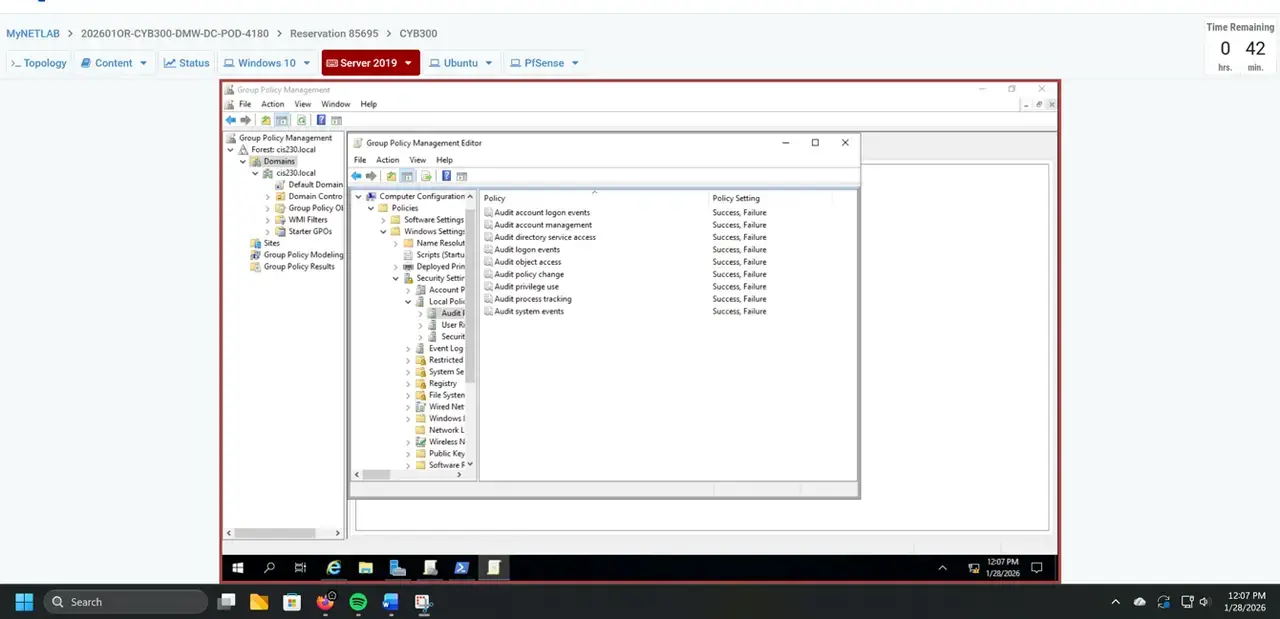 MyNETLAB > 202601OR-CYB300-DMW-DC-POD-4180 > Reservation 85695 > CYB300
Time Remaining
0 42
hrs. min.
>_ Topology Content Status Windows 10 Server 2019 Ubuntu PfSense
Group Policy Management
File Action View Window Help
Group Policy Management
Forest: cis230.local
Domains
cis230.local
Default Domain
Domain Contro
Group Policy Ol
WMI Filters
Starter GPOs
Sites
Group Policy Modeling
Group Policy Results
Group Policy Management Editor
File Action View Help
Computer Configuration
Policies
Software Settings
Windows Settings
Name Resolut
Scripts (Startu
Deployed Prin
Security Settin
Account P
Local Polic
Audit P
User Ri
Securit
Event Log
Restricted
System Se
Registry
File System
Wired Net
Windows I
Network L
Wireless N
Public Key
Software R
Policy Policy Setting
Audit account logon events Success, Failure
Audit account management Success, Failure
Audit directory service access Success, Failure
Audit logon events Success, Failure
Audit object access Success, Failure
Audit policy change Success, Failure
Audit privilege use Success, Failure
Audit process tracking Success, Failure
Audit system events Success, Failure
12:07 PM
1/28/2026
Search
12:07 PM
1/28/2026